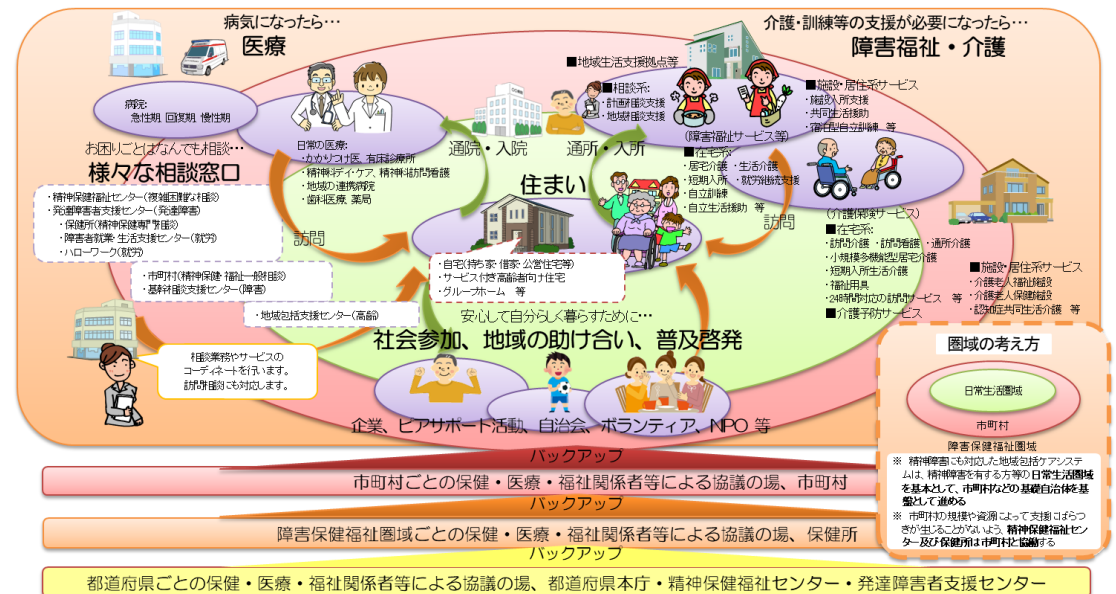 病気になったら…
医療
病院:
急性期 回復期 慢性期
日常の医療:
・かかりつけ医、有床診療所
・精神科デイ・ケア、精神科訪問看護
・地域の連携病院
・歯科医療、薬局
通院・入院
通所・入所
介護・訓練等の支援が必要になったら…
障害福祉・介護
■地域生活支援拠点等
■相談系:
・計画相談支援
・地域相談支援
(障害福祉サービス等)
■在宅系:
・居宅介護 ・生活介護
・短期入所 ・就労継続支援
・自立訓練
・自立生活援助 等
■施設・居住系サービス
・施設入所支援
・共同生活援助
・宿泊型自立訓練 等
(介護保険サービス)
■在宅系:
・訪問介護 ・訪問看護 ・通所介護
・小規模多機能型居宅介護
・短期入所生活介護
・福祉用具
・24時間対応の訪問サービス 等
■介護予防サービス
■施設・居住系サービス
・介護老人福祉施設
・介護老人保健施設
・認知症共同生活介護 等
お困りごとはなんでも相談…
様々な相談窓口
・精神保健福祉センター(複雑困難な相談)
・発達障害者支援センター(発達障害)
・保健所(精神保健専門相談)
・障害者就業・生活支援センター(就労)
・ハローワーク(就労)
・市町村(精神保健・福祉一般相談)
・基幹相談支援センター(障害)
・地域包括支援センター(高齢)
相談業務やサービスの
コーディネートを行います。
訪問相談にも対応します。
訪問
訪問
住まい
・自宅(持ち家・借家・公営住宅等)
・サービス付き高齢者向け住宅
・グループホーム 等
安心して自分らしく暮らすために…
社会参加、地域の助け合い、普及啓発
企業、ピアサポート活動、自治会、ボランティア、NPO 等
圏域の考え方
日常生活圏域
市町村
障害保健福祉圏域
※ 精神障害にも対応した地域包括ケアシステ
ムは、精神障害を有する方等の日常生活圏域
を基本として、市町村などの基礎自治体を基
盤として進める
※ 市町村の規模や資源によって支援にばらつ
きが生じることがないよう、精神保健福祉セン
ター及び保健所は市町村と協働する
バックアップ
市町村ごとの保健・医療・福祉関係者等による協議の場、市町村
バックアップ
障害保健福祉圏域ごとの保健・医療・福祉関係者等による協議の場、保健所
バックアップ
都道府県ごとの保健・医療・福祉関係者等による協議の場、都道府県本庁・精神保健福祉センター・発達障害者支援センター